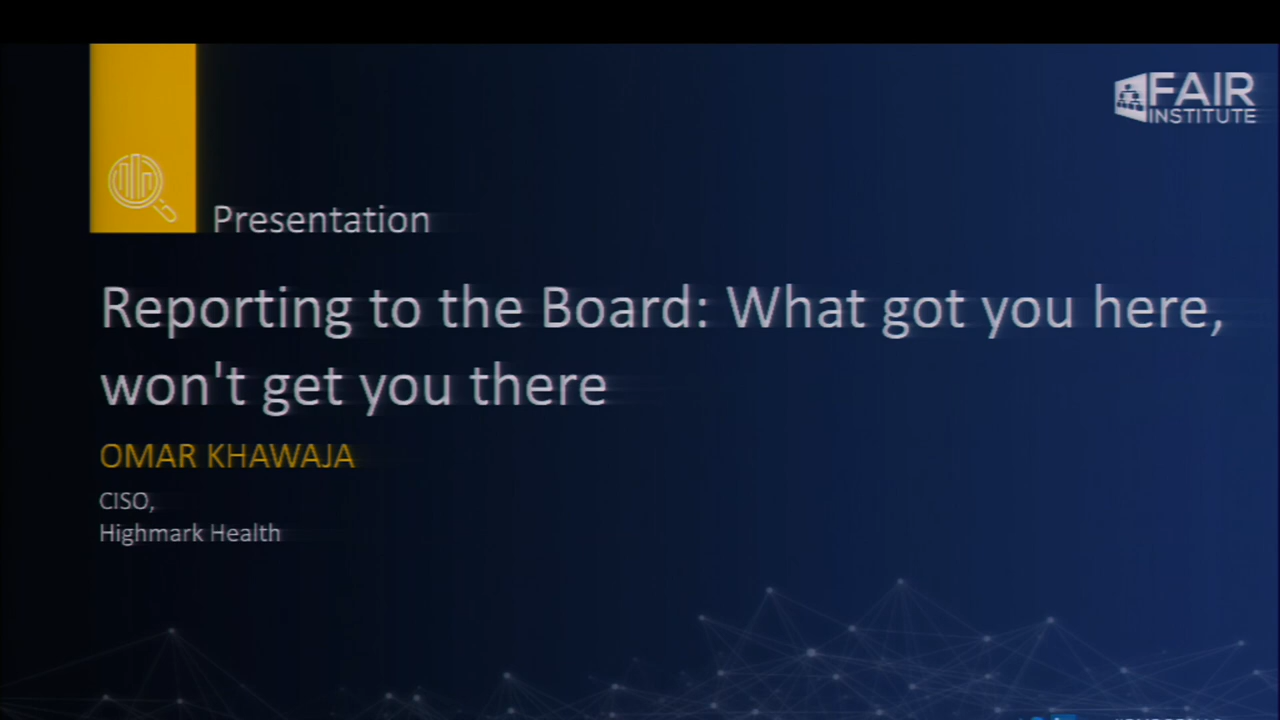 FAIR
INSTITUTE
Presentation
Reporting to the Board: What got you here,
won't get you there
OMAR KHAWAJA
CISO,
Highmark Health